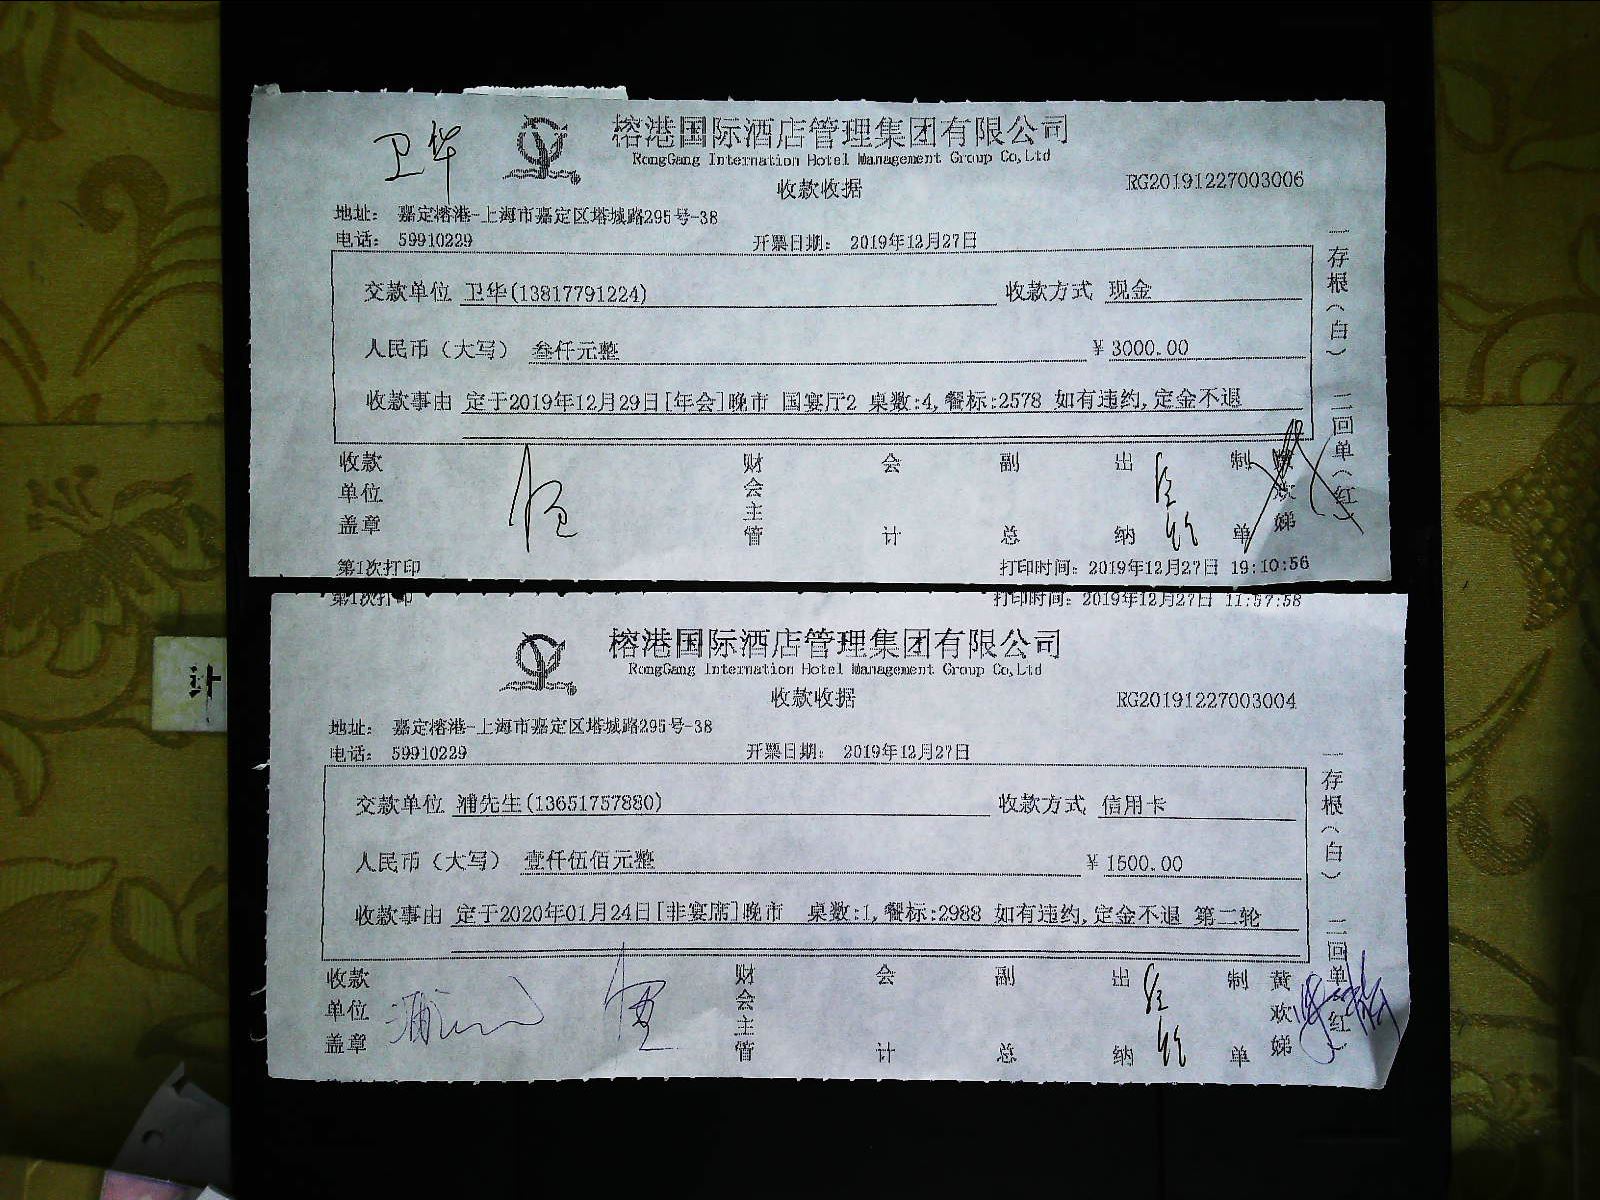 卫华
榕港国际酒店管理集团有限公司
RongGang Internation Hotel Management Group Co,Ltd
收款收据
RG20191227003006
地址： 嘉定榕港-上海市嘉定区塔城路295号-38
电话： 59910229 开票日期： 2019年12月27日
交款单位 卫华(13817791224) 收款方式 现金
人民币（大写） 叁仟元整 ￥3000.00
收款事由 定于2019年12月29日[年会]晚市 国宴厅2 桌数:4,餐标:2578 如有违约,定金不退
一存根（白） 二回单（红）
收款单位盖章 财会主管 会计 副总 出纳 制单 黄欢娣
第1次打印 打印时间：2019年12月27日 19:10:56
第1次打印 打印时间：2019年12月27日 11:57:58
榕港国际酒店管理集团有限公司
RongGang Internation Hotel Management Group Co,Ltd
收款收据
RG20191227003004
地址： 嘉定榕港-上海市嘉定区塔城路295号-38
电话： 59910229 开票日期： 2019年12月27日
交款单位 浦先生(13651757880) 收款方式 信用卡
人民币（大写） 壹仟伍佰元整 ￥1500.00
收款事由 定于2020年01月24日[非宴席]晚市 桌数:1,餐标:2988 如有违约,定金不退 第二轮
一存根（白） 二回单（红）
收款单位盖章 财会主管 会计 副总 出纳 制单 黄欢娣
计